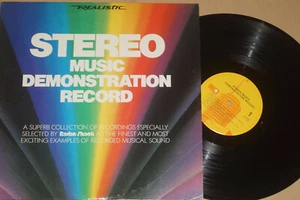 REALISTIC
STEREO
MUSIC
DEMONSTRATION
RECORD
A SUPERB COLLECTION OF RECORDINGS ESPECIALLY
SELECTED BY Radio Shack AS THE FINEST AND MOST
EXCITING EXAMPLES OF RECORDED MUSICAL SOUND